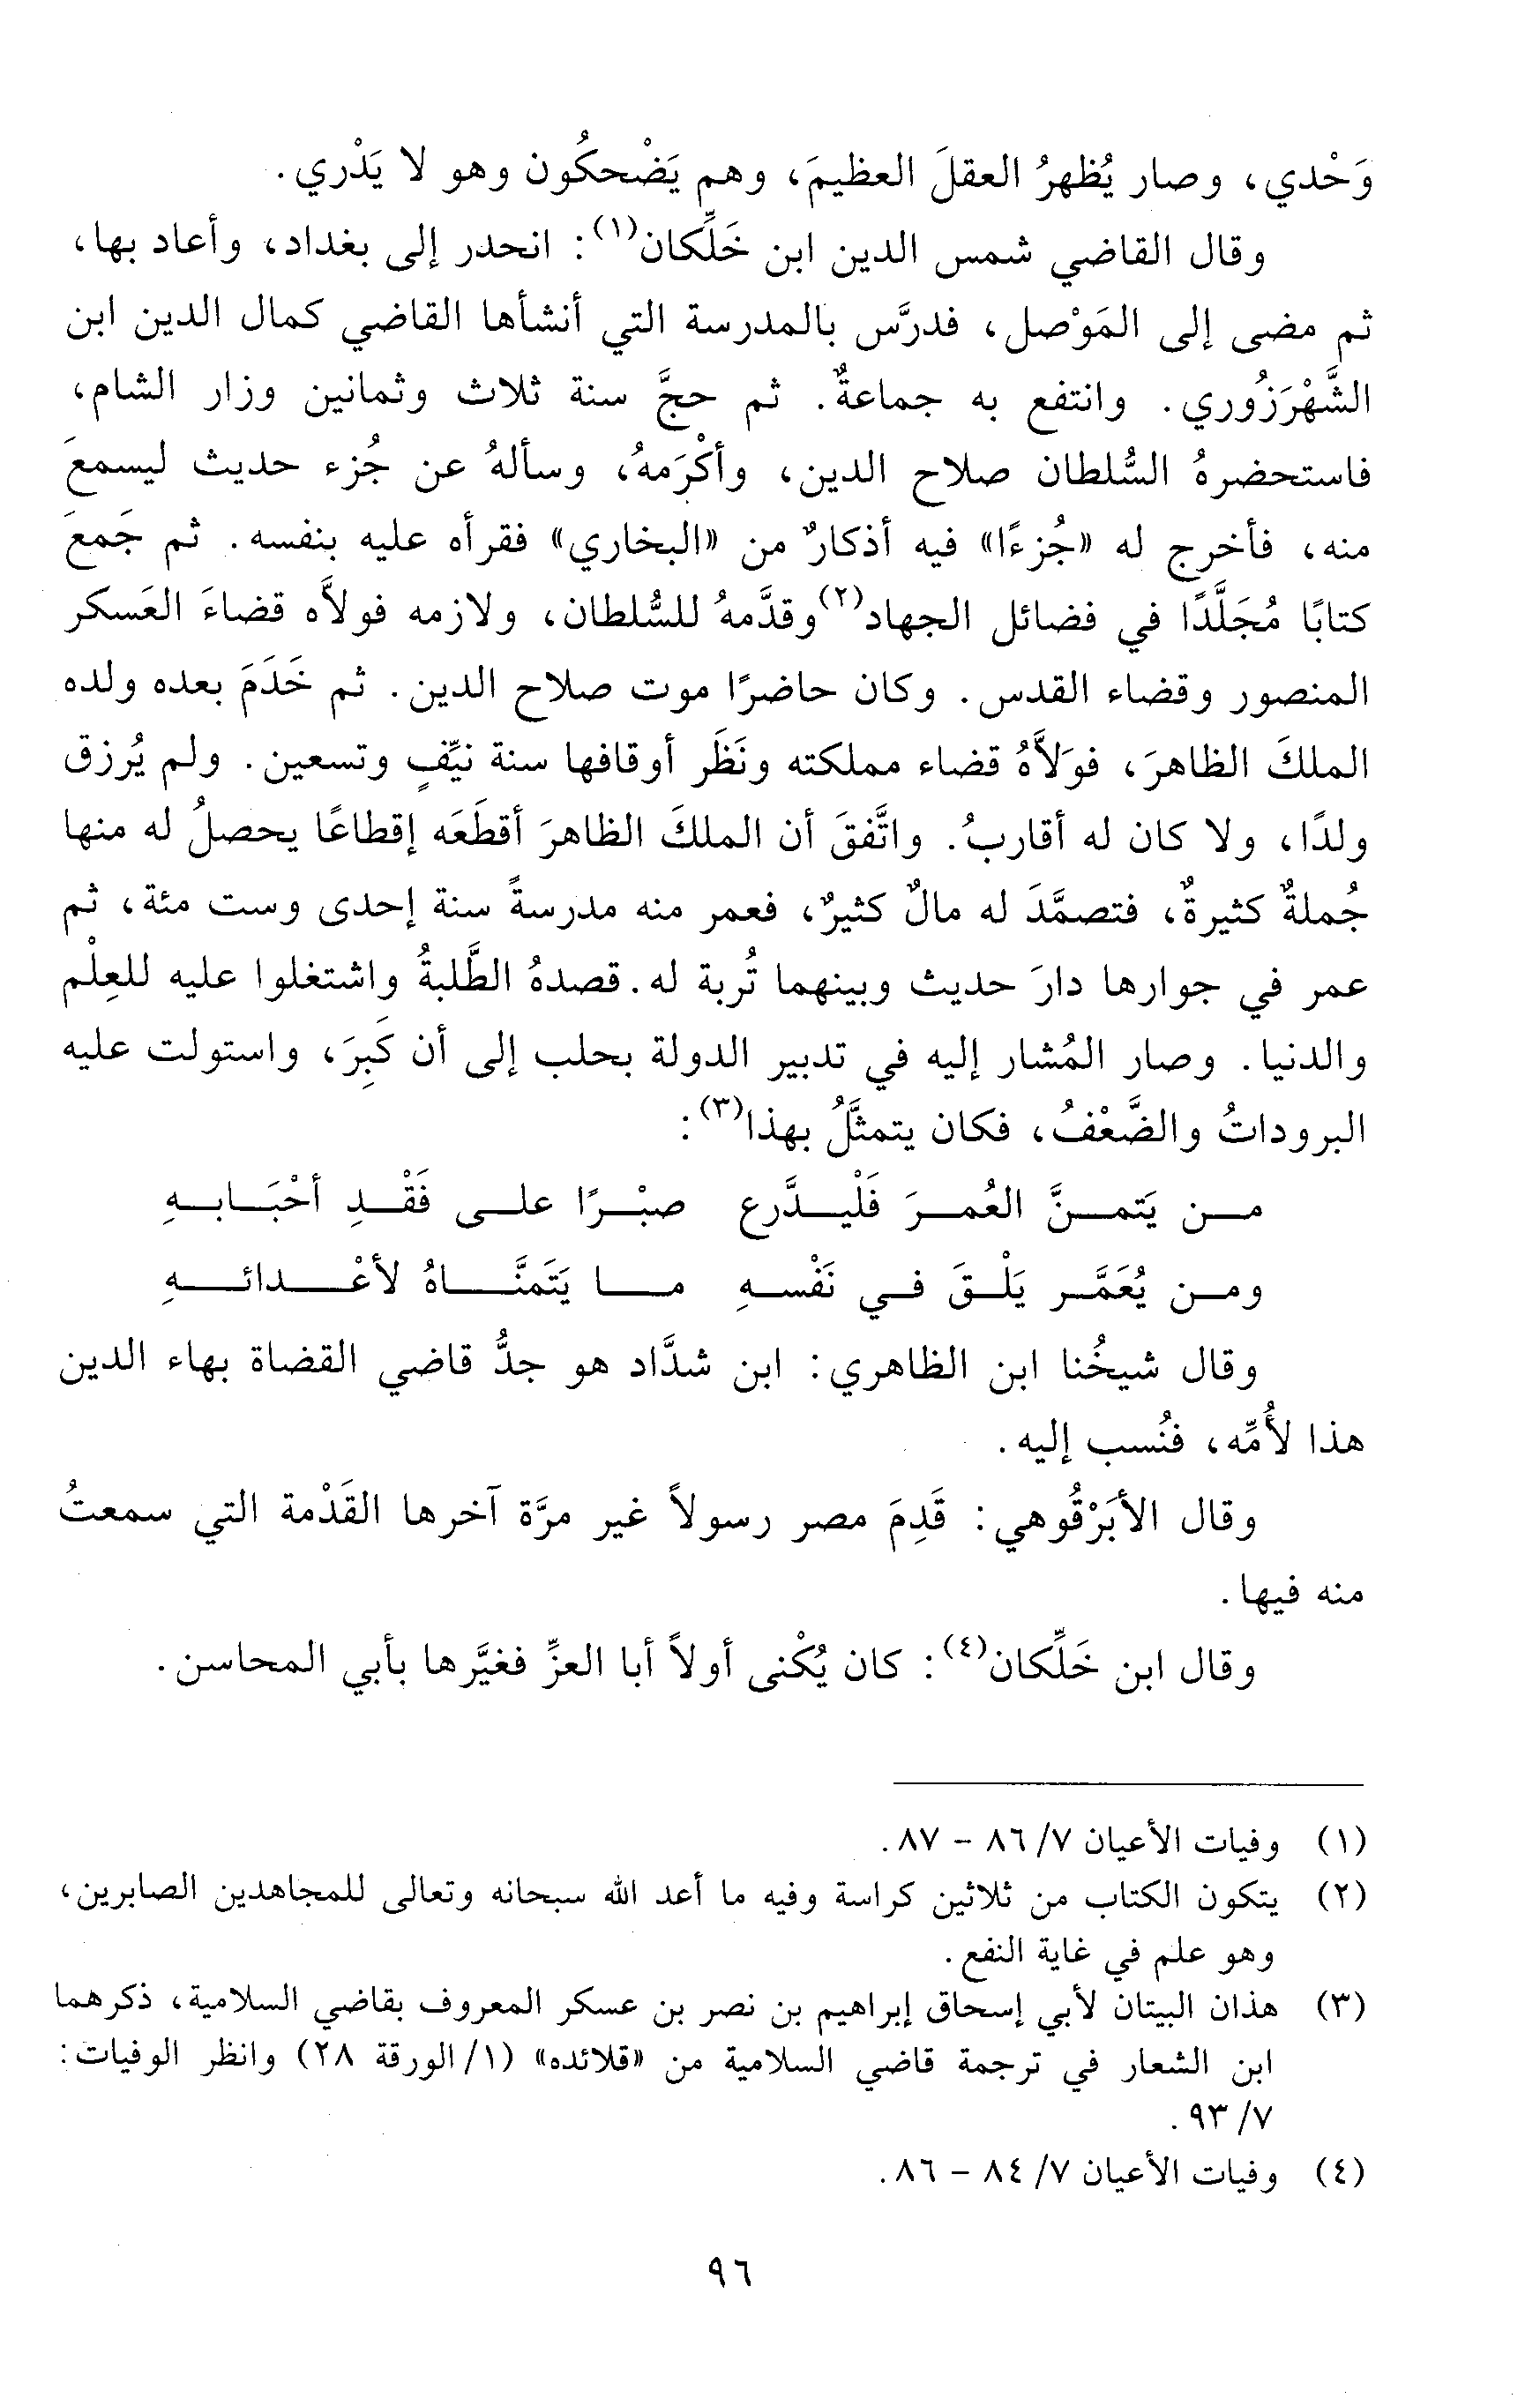 وَحْدي، وصار يُظهرُ العقلَ العظيمَ، وهم يَضْحكُون وهو لا يَدْري.
وقال القاضي شمس الدين ابن خَلِّكان(١): انحدر إلى بغداد، وأعاد بها،
ثم مضى إلى المَوْصل، فدرَّس بالمدرسة التي أنشأها القاضي كمال الدين ابن
الشَّهْرَزُوري. وانتفع به جماعةٌ. ثم حجَّ سنة ثلاث وثمانين وزار الشام،
فاستحضرهُ السُّلطان صلاح الدين، وأكْرَمهُ، وسألهُ عن جُزء حديث ليسمعَ
منه، فأخرج له «جُزءًا» فيه أذكارٌ من «البخاري» فقرأه عليه بنفسه. ثم جَمعَ
كتابًا مُجَلَّدًا في فضائل الجهاد(٢) وقدَّمهُ للسُّلطان، ولازمه فولاَّه قضاءَ العَسكر
المنصور وقضاء القدس. وكان حاضرًا موت صلاح الدين. ثم خَدَمَ بعده ولده
الملكَ الظاهرَ، فوَلاَّهُ قضاء مملكته ونَظَر أوقافها سنة نيِّفٍ وتسعين. ولم يُرزق
ولدًا، ولا كان له أقاربُ. واتَّفقَ أن الملكَ الظاهرَ أقطَعَه إقطاعًا يحصلُ له منها
جُملةٌ كثيرةٌ، فتصمَّدَ له مالٌ كثيرٌ، فعمر منه مدرسةً سنة إحدى وست مئة، ثم
عمر في جوارها دارَ حديث وبينهما تُربة له. قصدهُ الطَّلبةُ واشتغلوا عليه للعِلْم
والدنيا. وصار المُشار إليه في تدبير الدولة بحلب إلى أن كَبِرَ، واستولت عليه
البروداتُ والضَّعْفُ، فكان يتمثَّلُ بهذا(٣):
مـن يَتمـنَّ العُمـرَ فَلْيـدَّرع صبْـرًا علـى فَقْـدِ أحْبَـابـهِ
ومـن يُعَمَّـر يَلْـقَ فـي نَفْسـهِ مـا يَتَمنَّـاهُ لأعْـدائـهِ
وقال شيخُنا ابن الظاهري: ابن شدَّاد هو جدُّ قاضي القضاة بهاء الدين
هذا لأُمِّه، فنُسب إليه.
وقال الأبَرْقُوهي: قَدِمَ مصر رسولاً غير مرَّة آخرها القَدْمة التي سمعتُ
منه فيها.
وقال ابن خَلِّكان(٤): كان يُكْنى أولاً أبا العزِّ فغيَّرها بأبي المحاسن.
(١) وفيات الأعيان ٧/ ٨٦ - ٨٧.
(٢) يتكون الكتاب من ثلاثين كراسة وفيه ما أعد الله سبحانه وتعالى للمجاهدين الصابرين،
وهو علم في غاية النفع.
(٣) هذان البيتان لأبي إسحاق إبراهيم بن نصر بن عسكر المعروف بقاضي السلامية، ذكرهما
ابن الشعار في ترجمة قاضي السلامية من «قلائده» (١/ الورقة ٢٨) وانظر الوفيات:
٧/ ٩٣.
(٤) وفيات الأعيان ٧/ ٨٤ - ٨٦.
٩٦